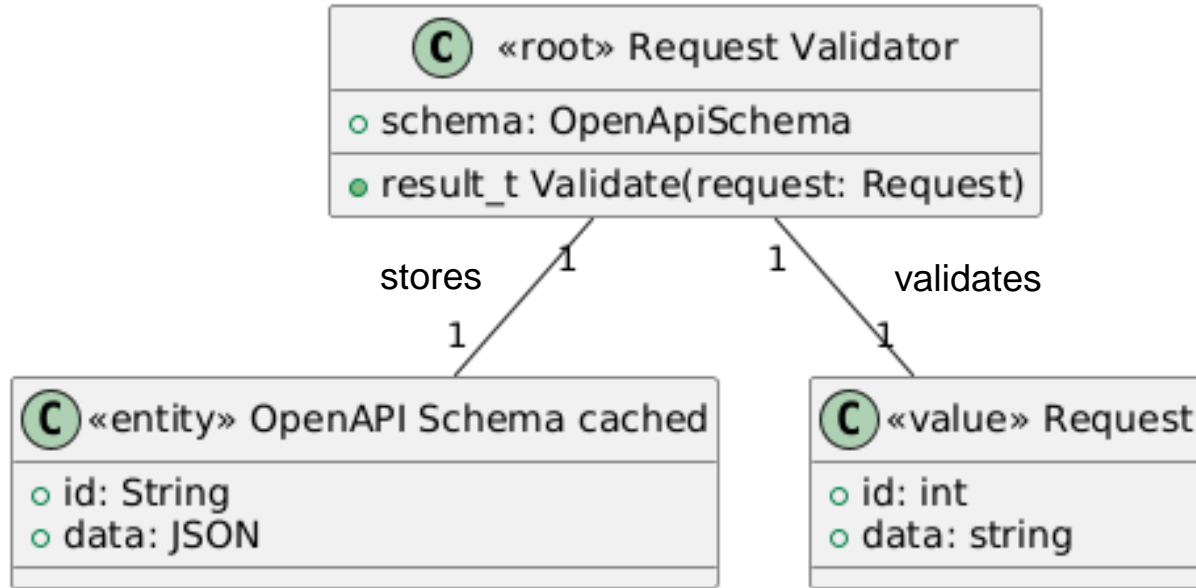 C «root» Request Validator
schema: OpenApiSchema
result_t Validate(request: Request)
1
1
stores
validates
1
1
C «entity» OpenAPI Schema cached
id: String
data: JSON
C «value» Request
id: int
data: string